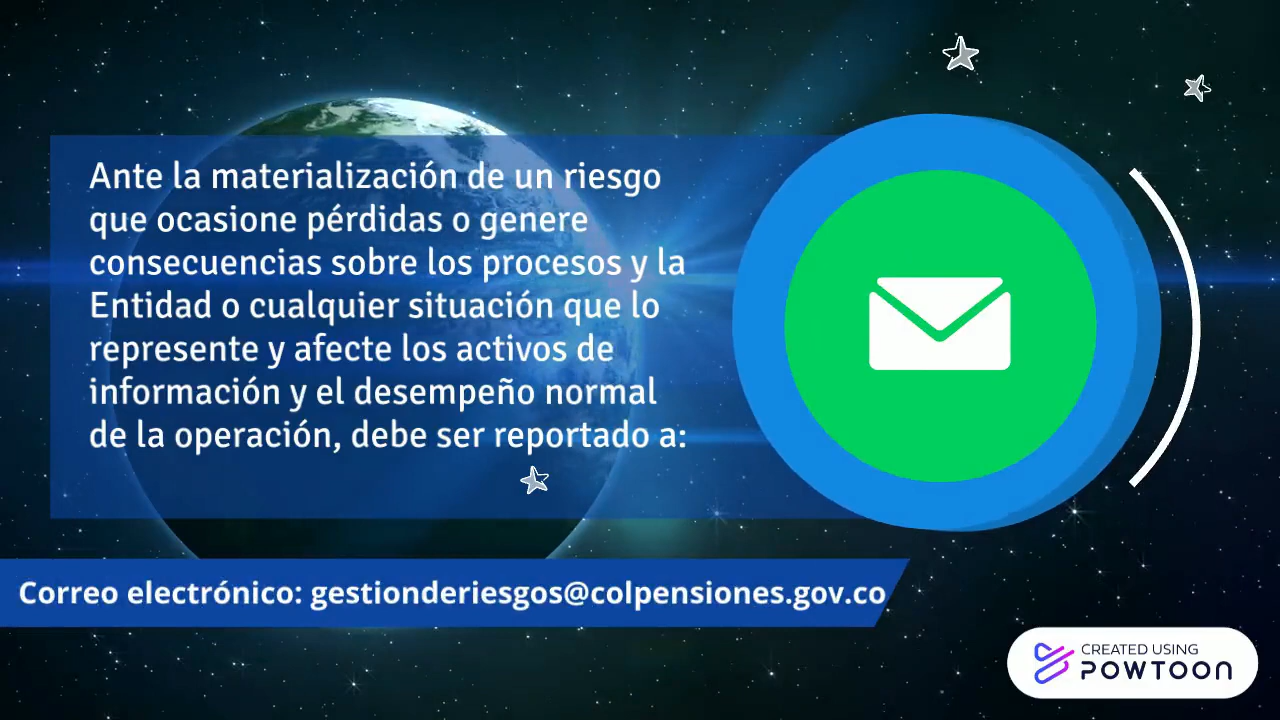 Ante la materialización de un riesgo
que ocasione pérdidas o genere
consecuencias sobre los procesos y la
Entidad o cualquier situación que lo
represente y afecte los activos de
información y el desempeño normal
de la operación, debe ser reportado a:
Correo electrónico: gestionderiesgos@colpensiones.gov.co
CREATED USING
POWTOON